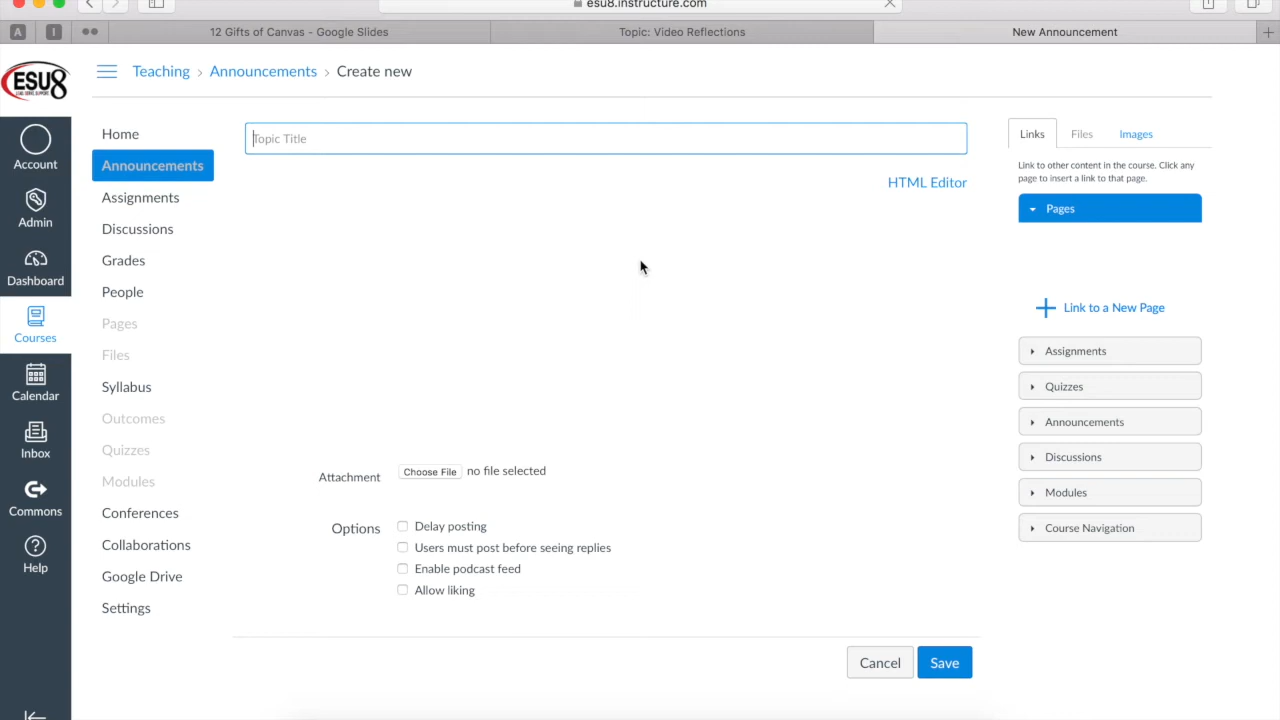 esu8.instructure.com
A
I
12 Gifts of Canvas - Google Slides
Topic: Video Reflections
New Announcement
ESU8
Teaching › Announcements › Create new
Account
Admin
Dashboard
Courses
Calendar
Inbox
Commons
Help
Home
Announcements
Assignments
Discussions
Grades
People
Pages
Files
Syllabus
Outcomes
Quizzes
Modules
Conferences
Collaborations
Google Drive
Settings
Topic Title
HTML Editor
Attachment
Choose File no file selected
Options
Delay posting
Users must post before seeing replies
Enable podcast feed
Allow liking
Cancel
Save
Links
Files
Images
Link to other content in the course. Click any
page to insert a link to that page.
Pages
Link to a New Page
Assignments
Quizzes
Announcements
Discussions
Modules
Course Navigation